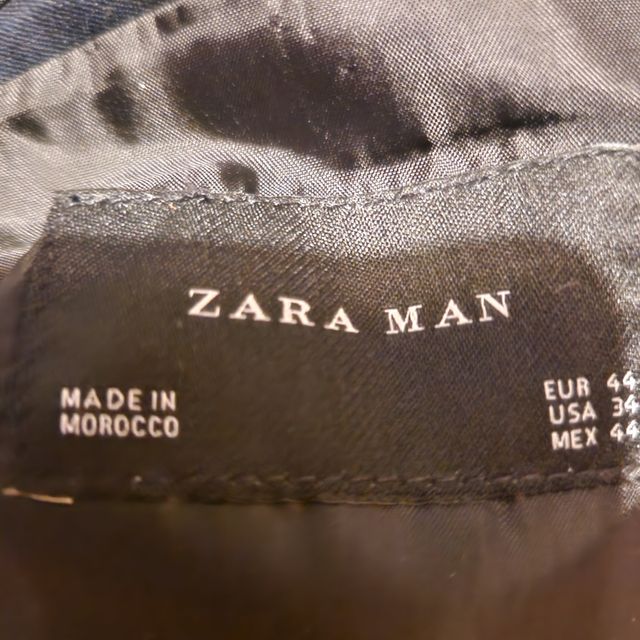 ZARA MAN
MADE IN
MOROCCO
EUR 44
USA 34
MEX 44